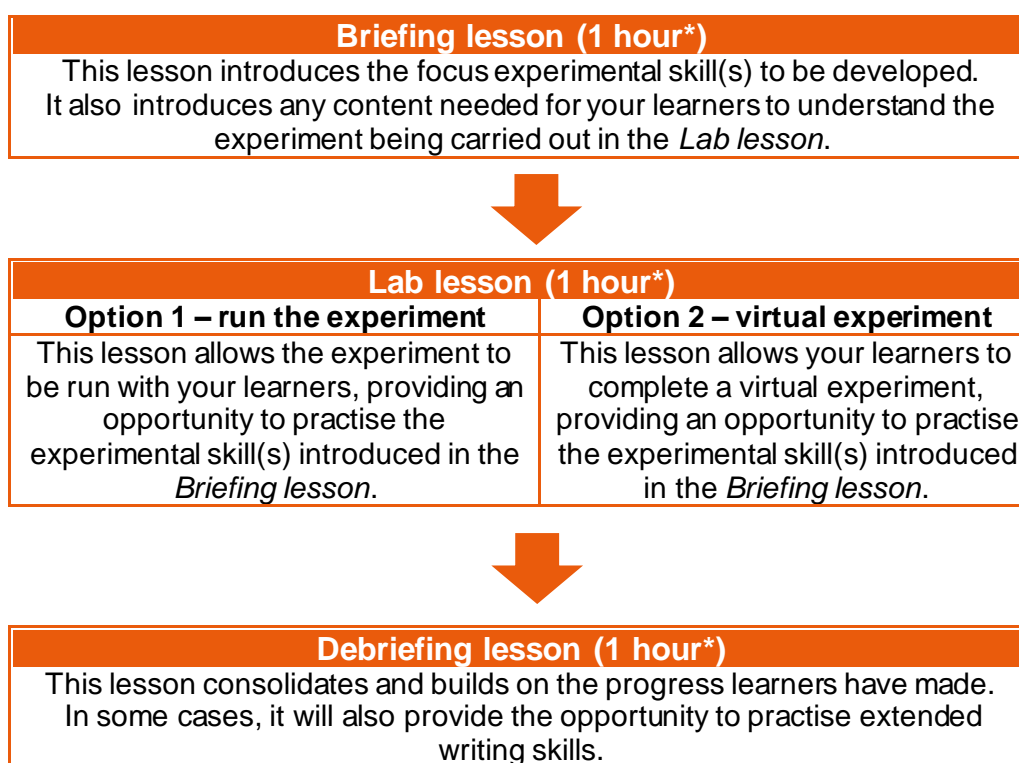 Briefing lesson (1 hour*)
This lesson introduces the focus experimental skill(s) to be developed.
It also introduces any content needed for your learners to understand the
experiment being carried out in the Lab lesson.
Lab lesson (1 hour*)
Option 1 – run the experiment
This lesson allows the experiment to
be run with your learners, providing an
opportunity to practise the
experimental skill(s) introduced in the
Briefing lesson.
Option 2 – virtual experiment
This lesson allows your learners to
complete a virtual experiment,
providing an opportunity to practise
the experimental skill(s) introduced
in the Briefing lesson.
Debriefing lesson (1 hour*)
This lesson consolidates and builds on the progress learners have made.
In some cases, it will also provide the opportunity to practise extended
writing skills.